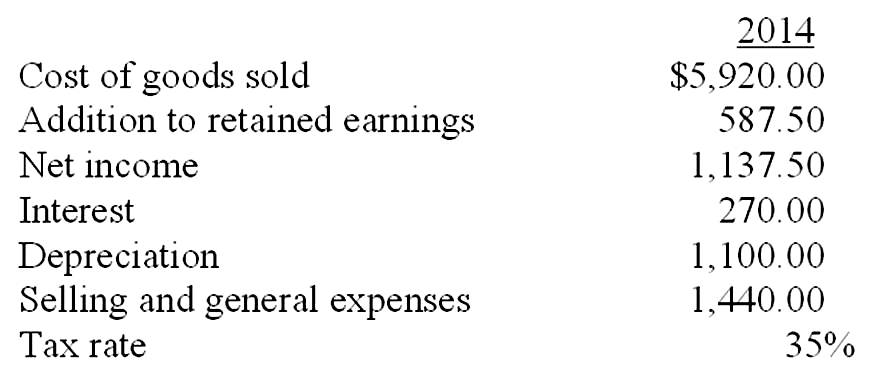 2014
Cost of goods sold $5,920.00
Addition to retained earnings 587.50
Net income 1,137.50
Interest 270.00
Depreciation 1,100.00
Selling and general expenses 1,440.00
Tax rate 35%